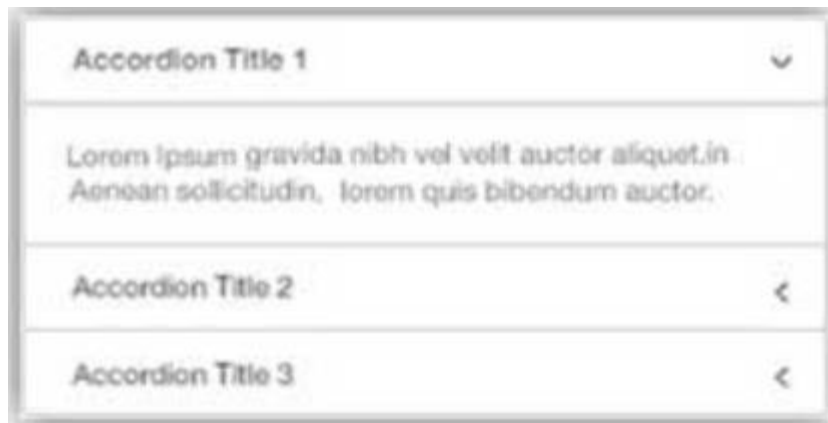 Accordion Title 1
Lorem Ipsum gravida nibh vel velit auctor aliquet.in
Aenean sollicitudin, lorem quis bibendum auctor.
Accordion Title 2
Accordion Title 3